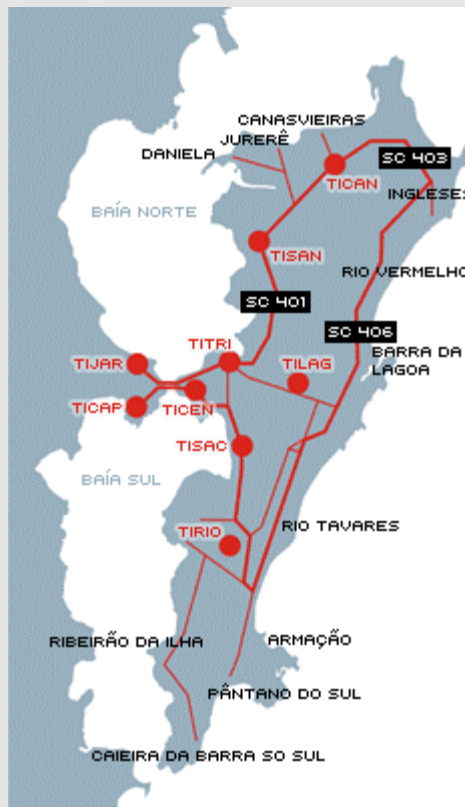 CANASVIEIRAS
JURERÊ
DANIELA
SC 403
TICAN
INGLESES
BAÍA NORTE
TISAN
RIO VERMELHO
SC 401
SC 406
TITRI
BARRA DA
LAGOA
TIJAR
TILAG
TICAP
TICEN
TISAC
BAÍA SUL
RIO TAVARES
TIRIO
RIBEIRÃO DA ILHA
ARMAÇÃO
PÂNTANO DO SUL
CAIEIRA DA BARRA SO SUL